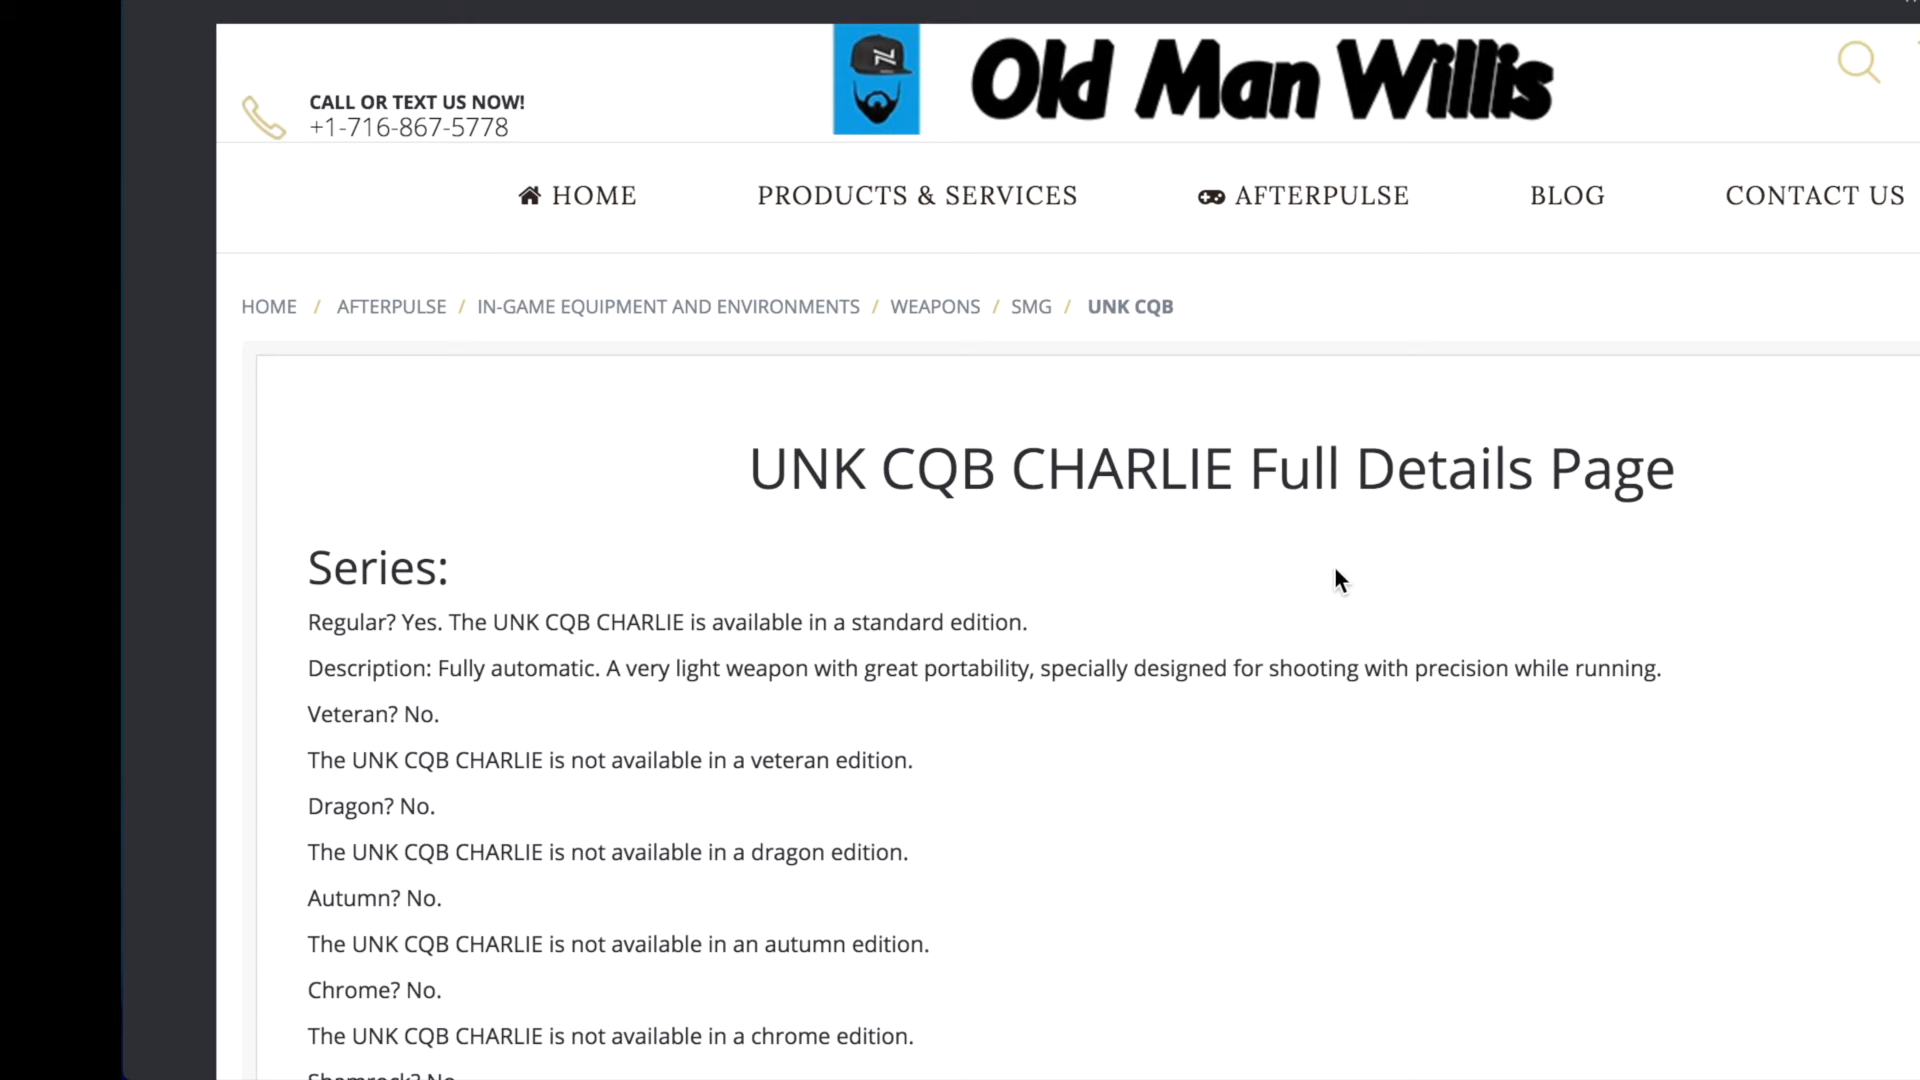 Old Man Willis
CALL OR TEXT US NOW!
+1-716-867-5778
HOME
PRODUCTS & SERVICES
AFTERPULSE
BLOG
CONTACT US
HOME / AFTERPULSE / IN-GAME EQUIPMENT AND ENVIRONMENTS / WEAPONS / SMG / UNK CQB
UNK CQB CHARLIE Full Details Page
Series:
Regular? Yes. The UNK CQB CHARLIE is available in a standard edition.
Description: Fully automatic. A very light weapon with great portability, specially designed for shooting with precision while running.
Veteran? No.
The UNK CQB CHARLIE is not available in a veteran edition.
Dragon? No.
The UNK CQB CHARLIE is not available in a dragon edition.
Autumn? No.
The UNK CQB CHARLIE is not available in an autumn edition.
Chrome? No.
The UNK CQB CHARLIE is not available in a chrome edition.